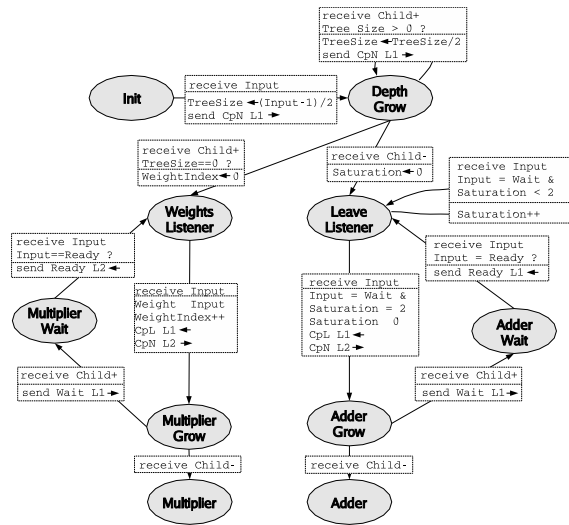 receive Child+
Tree Size > 0 ?
TreeSize ←TreeSize/2
send CpN L1 →
receive Input
TreeSize ←(Input-1)/2
send CpN L1 →
Init
Depth
Grow
receive Child+
TreeSize==0 ?
WeightIndex← 0
receive Child-
Saturation← 0
receive Input
Input = Wait &
Saturation < 2
Saturation++
Weights
Listener
Leave
Listener
receive Input
Input==Ready ?
send Ready L2 ←
receive Input
Input = Ready ?
send Ready L1 ←
receive Input
Weight Input
WeightIndex++
CpL L1 ←
CpN L2 →
receive Input
Input = Wait &
Saturation = 2
Saturation 0
CpL L1 ←
CpN L2 →
Multiplier
Wait
Adder
Wait
receive Child+
send Wait L1 →
receive Child+
send Wait L1 →
Multiplier
Grow
Adder
Grow
receive Child-
receive Child-
Multiplier
Adder